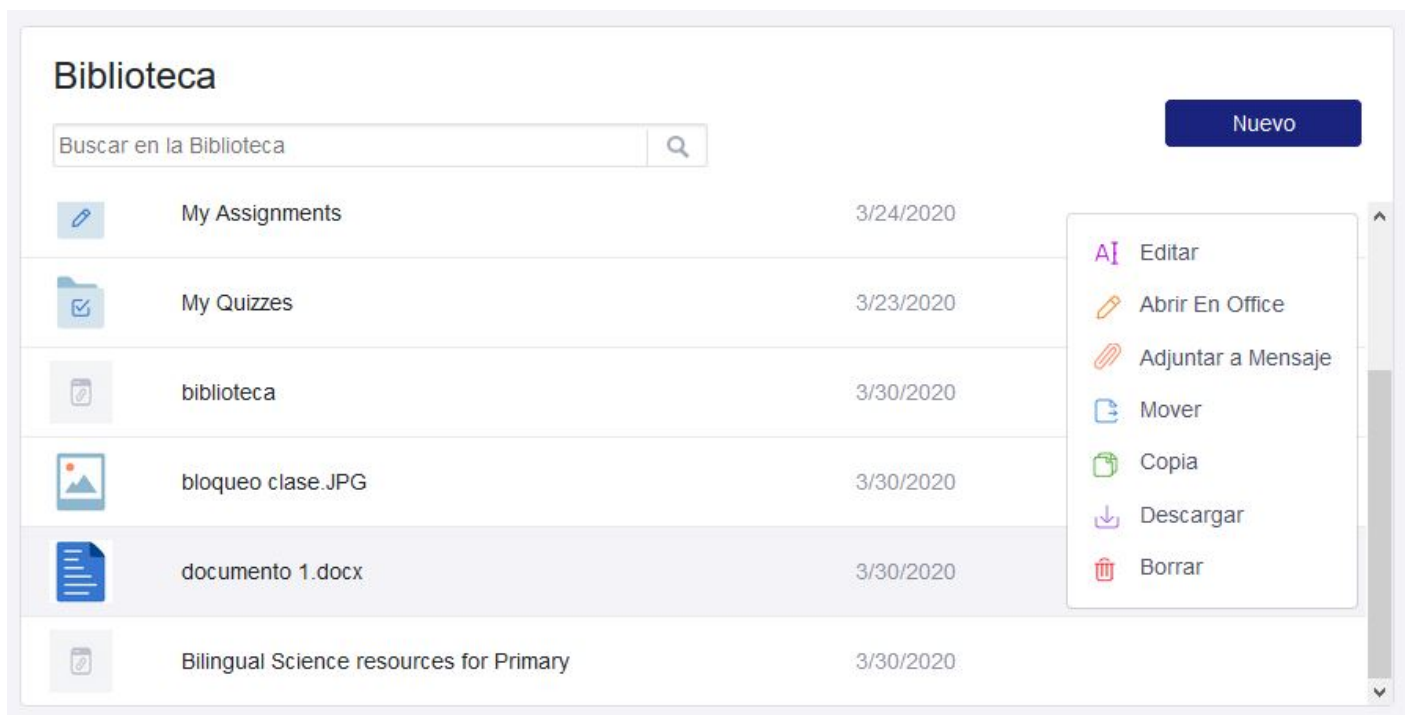 Biblioteca
Nuevo
Buscar en la Biblioteca
My Assignments 3/24/2020
My Quizzes 3/23/2020
biblioteca 3/30/2020
bloqueo clase.JPG 3/30/2020
documento 1.docx 3/30/2020
Bilingual Science resources for Primary 3/30/2020
Editar
Abrir En Office
Adjuntar a Mensaje
Mover
Copia
Descargar
Borrar